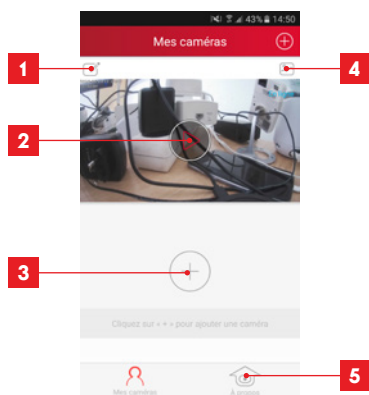 14:50 43%
Mes caméras
1
4
2
3
Cliquez sur « + » pour ajouter une caméra
5
Mes caméras
À propos